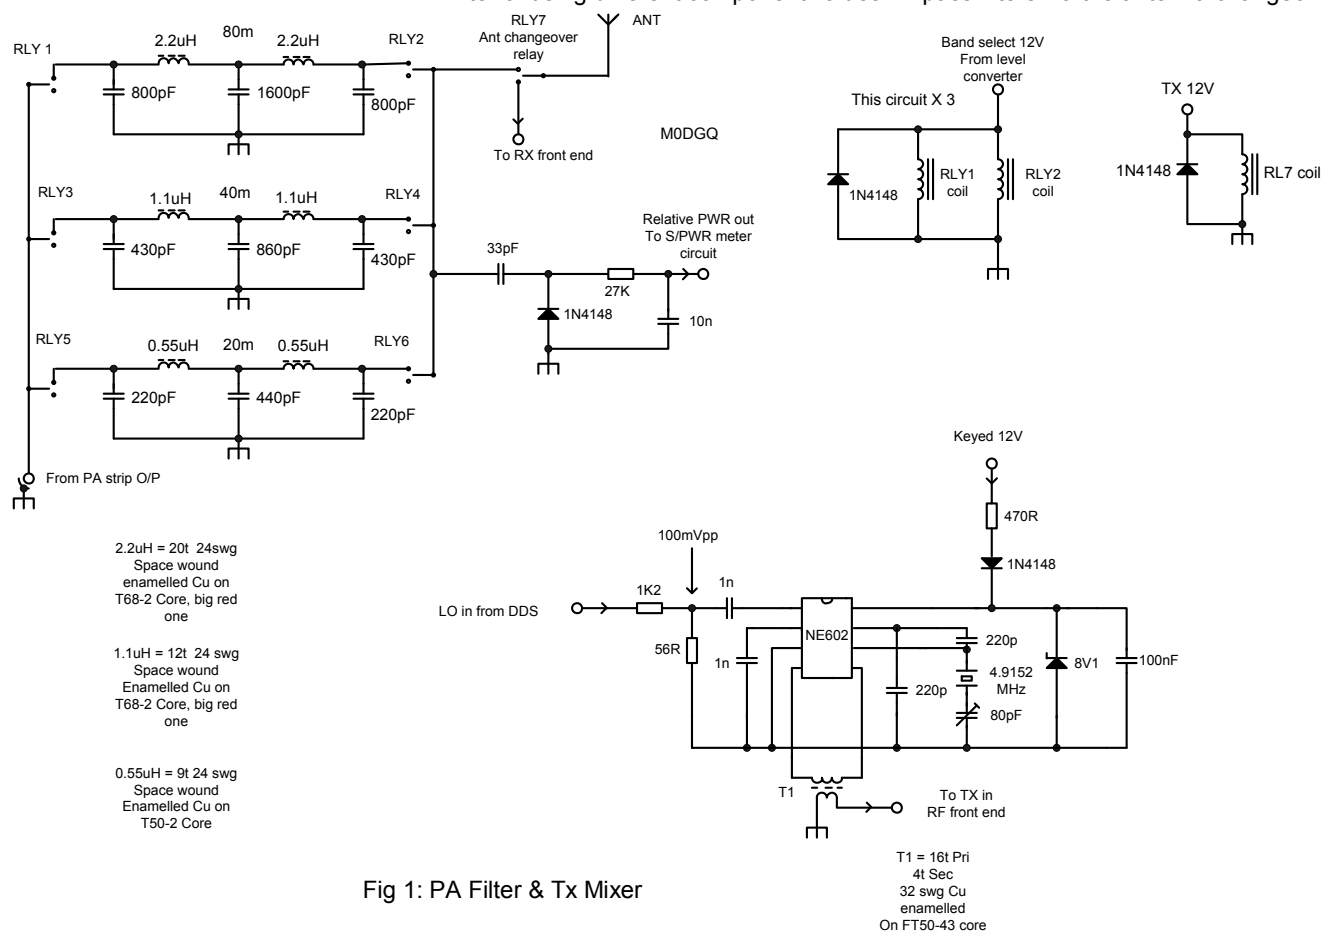 RLY7
Ant changeover
relay
ANT
RLY 1
2.2uH
80m
2.2uH
RLY2
800pF
1600pF
800pF
To RX front end
M0DGQ
Band select 12V
From level
converter
This circuit X 3
1N4148
RLY1
coil
RLY2
coil
TX 12V
1N4148
RL7 coil
RLY3
1.1uH
40m
1.1uH
RLY4
430pF
860pF
430pF
Relative PWR out
To S/PWR meter
circuit
33pF
27K
1N4148
10n
RLY5
0.55uH
20m
0.55uH
RLY6
220pF
440pF
220pF
From PA strip O/P
2.2uH = 20t 24swg
Space wound
enamelled Cu on
T68-2 Core, big red
one
1.1uH = 12t 24 swg
Space wound
Enamelled Cu on
T68-2 Core, big red
one
0.55uH = 9t 24 swg
Space wound
Enamelled Cu on
T50-2 Core
Keyed 12V
470R
1N4148
100mVpp
LO in from DDS
1K2
1n
56R
1n
NE602
220p
220p
4.9152
MHz
80pF
8V1
100nF
T1
To TX in
RF front end
T1 = 16t Pri
4t Sec
32 swg Cu
enamelled
On FT50-43 core
Fig 1: PA Filter & Tx Mixer